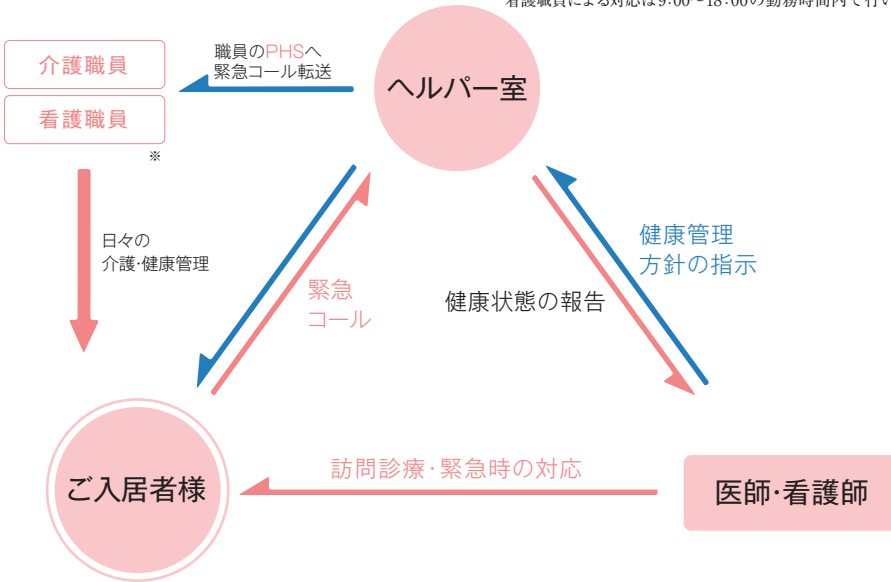 看護職員による対応は9:00〜18:00の勤務時間内で行い
介護職員
看護職員
※
職員のPHSへ
緊急コール転送
ヘルパー室
日々の
介護・健康管理
緊急
コール
健康状態の報告
健康管理
方針の指示
ご入居者様
訪問診療・緊急時の対応
医師・看護師